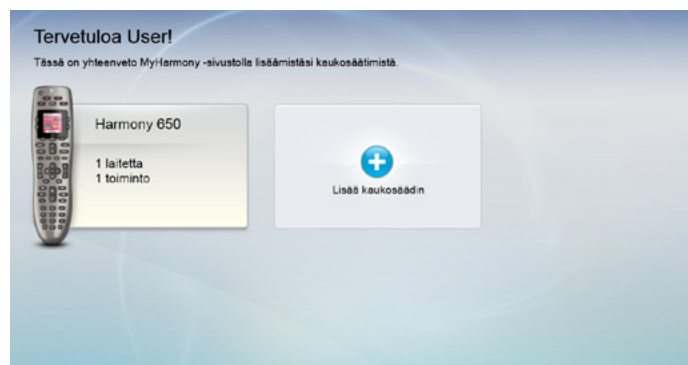 Tervetuloa User!
Tässä on yhteenveto MyHarmony -sivustolla lisäämistäsi kaukosäätimistä.
Harmony 650
1 laitetta
1 toiminto
Lisää kaukosäädin